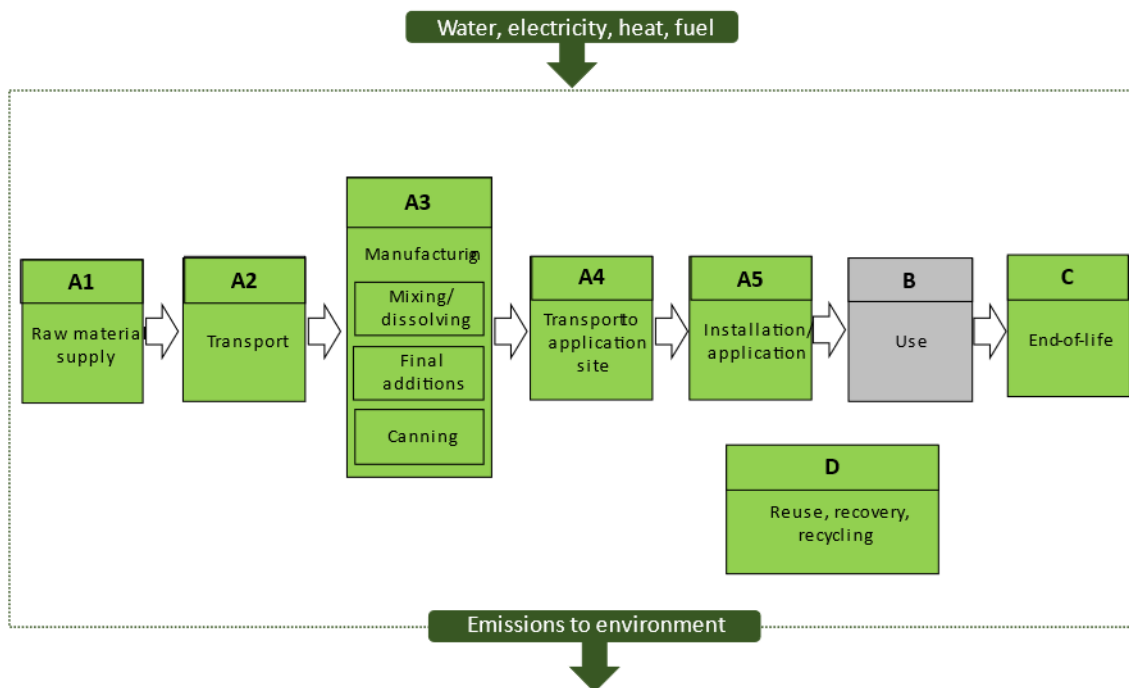 Water, electricity, heat, fuel
A1
Raw material
supply
A2
Transport
A3
Manufacturin
Mixing/
dissolving
Final
additions
Canning
A4
Transport to
application
site
A5
Installation/
application
B
Use
C
End-of-life
D
Reuse, recovery,
recycling
Emissions to environment